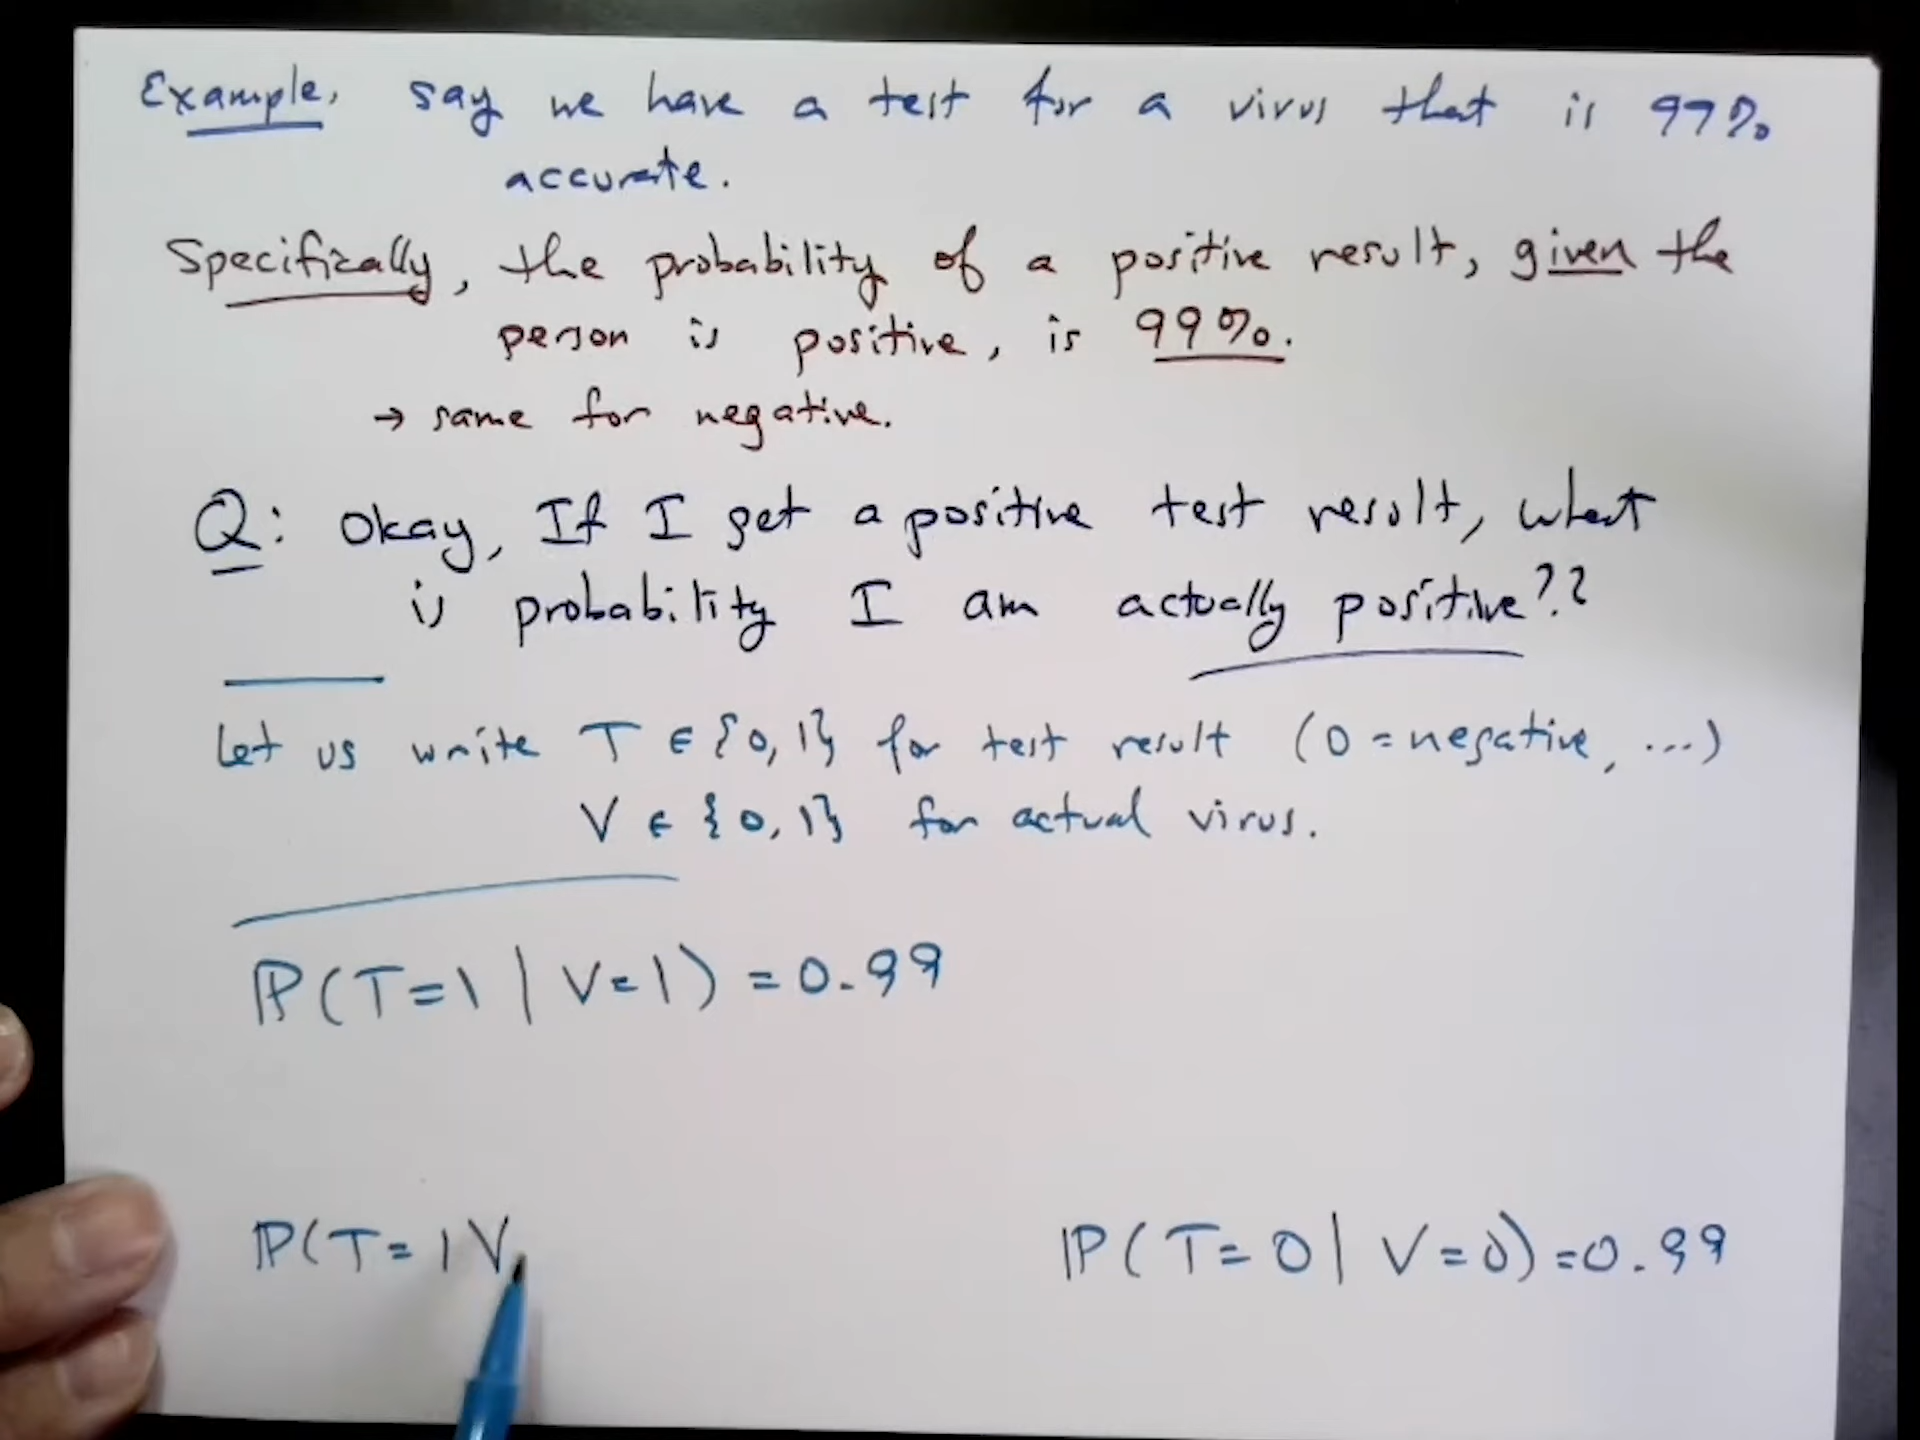 Example, say we have a test for a virus that is 99%
accurate.
Specifically, the probability of a positive result, given the
person is positive, is 99%.
→ same for negative.
Q: Okay, If I get a positive test result, what
is probability I am actually positive??
Let us write T ∈ {0, 1} for test result (0 = negative, ...)
V ∈ {0, 1} for actual virus.
ℙ(T=1 | V=1) = 0.99
ℙ(T= 1 V
ℙ(T=0 | V=0) = 0.99